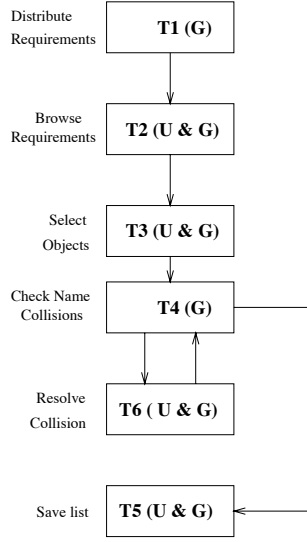 Distribute
Requirements
T1 (G)
Browse
Requirements
T2 (U & G)
Select
Objects
T3 (U & G)
Check Name
Collisions
T4 (G)
Resolve
Collision
T6 ( U & G)
Save list
T5 (U & G)